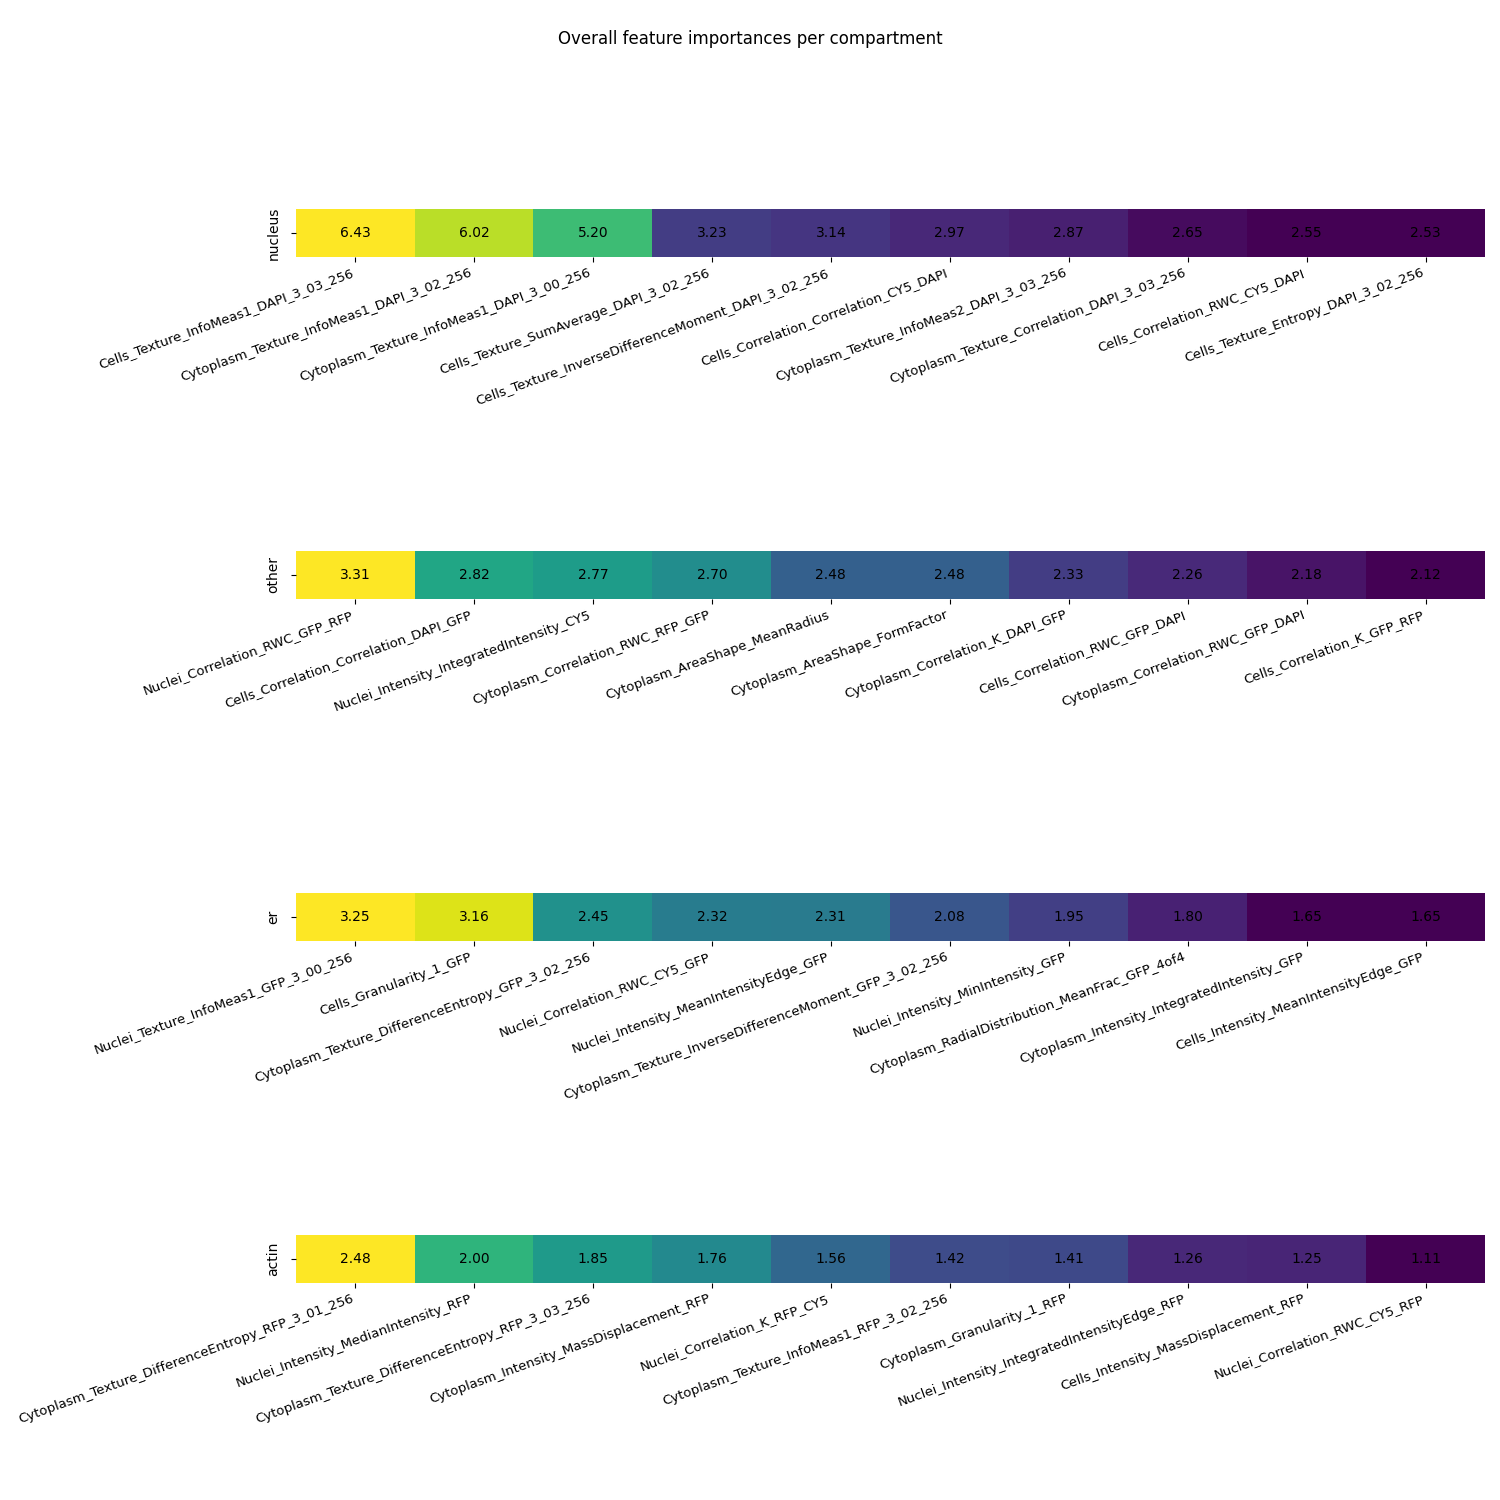 Overall feature importances per compartment
nucleus
6.43 6.02 5.20 3.23 3.14 2.97 2.87 2.65 2.55 2.53
Cells_Texture_InfoMeas1_DAPI_3_03_256
Cytoplasm_Texture_InfoMeas1_DAPI_3_02_256
Cytoplasm_Texture_InfoMeas1_DAPI_3_00_256
Cells_Texture_SumAverage_DAPI_3_02_256
Cells_Texture_InverseDifferenceMoment_DAPI_3_02_256
Cells_Correlation_Correlation_CY5_DAPI
Cytoplasm_Texture_InfoMeas2_DAPI_3_03_256
Cytoplasm_Texture_Correlation_DAPI_3_03_256
Cells_Correlation_RWC_CY5_DAPI
Cells_Texture_Entropy_DAPI_3_02_256
other
3.31 2.82 2.77 2.70 2.48 2.48 2.33 2.26 2.18 2.12
Nuclei_Correlation_RWC_GFP_RFP
Cells_Correlation_Correlation_DAPI_GFP
Nuclei_Intensity_IntegratedIntensity_CY5
Cytoplasm_Correlation_RWC_RFP_GFP
Cytoplasm_AreaShape_MeanRadius
Cytoplasm_AreaShape_FormFactor
Cytoplasm_Correlation_K_DAPI_GFP
Cells_Correlation_RWC_GFP_DAPI
Cytoplasm_Correlation_RWC_GFP_DAPI
Cells_Correlation_K_GFP_RFP
er
3.25 3.16 2.45 2.32 2.31 2.08 1.95 1.80 1.65 1.65
Nuclei_Texture_InfoMeas1_GFP_3_00_256
Cells_Granularity_1_GFP
Cytoplasm_Texture_DifferenceEntropy_GFP_3_02_256
Nuclei_Correlation_RWC_CY5_GFP
Nuclei_Intensity_MeanIntensityEdge_GFP
Cytoplasm_Texture_InverseDifferenceMoment_GFP_3_02_256
Nuclei_Intensity_MinIntensity_GFP
Cytoplasm_RadialDistribution_MeanFrac_GFP_4of4
Cytoplasm_Intensity_IntegratedIntensity_GFP
Cells_Intensity_MeanIntensityEdge_GFP
actin
2.48 2.00 1.85 1.76 1.56 1.42 1.41 1.26 1.25 1.11
Cytoplasm_Texture_DifferenceEntropy_RFP_3_01_256
Nuclei_Intensity_MedianIntensity_RFP
Cytoplasm_Texture_DifferenceEntropy_RFP_3_03_256
Cytoplasm_Intensity_MassDisplacement_RFP
Nuclei_Correlation_K_RFP_CY5
Cytoplasm_Texture_InfoMeas1_RFP_3_02_256
Cytoplasm_Granularity_1_RFP
Nuclei_Intensity_IntegratedIntensityEdge_RFP
Cells_Intensity_MassDisplacement_RFP
Nuclei_Correlation_RWC_CY5_RFP